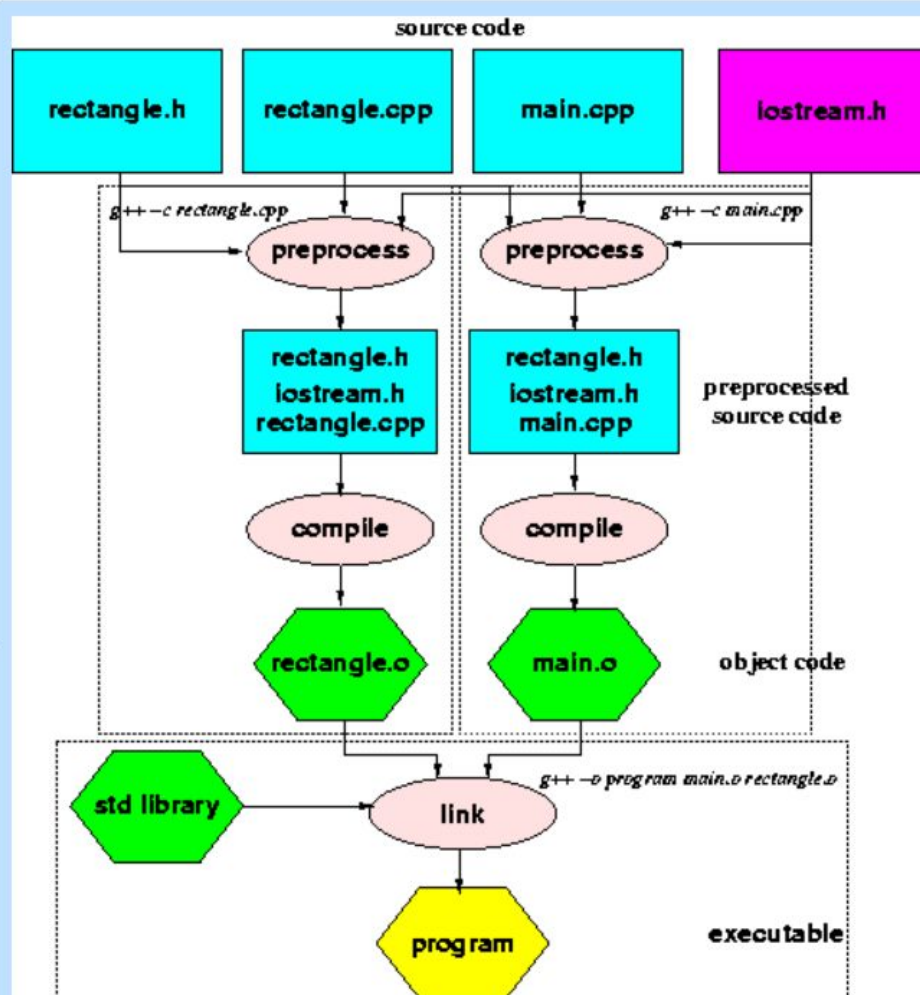 source code
rectangle.h
rectangle.cpp
main.cpp
iostream.h
g++ -c rectangle.cpp
g++ -c main.cpp
preprocess
preprocess
rectangle.h
iostream.h
rectangle.cpp
rectangle.h
iostream.h
main.cpp
preprocessed
source code
compile
compile
rectangle.o
main.o
object code
g++ -o program main.o rectangle.o
std library
link
program
executable